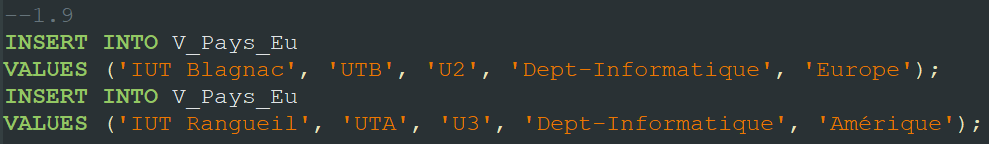 --1.9
INSERT INTO V_Pays_Eu
VALUES ('IUT Blagnac', 'UTB', 'U2', 'Dept-Informatique', 'Europe');
INSERT INTO V_Pays_Eu
VALUES ('IUT Rangueil', 'UTA', 'U3', 'Dept-Informatique', 'Amérique');